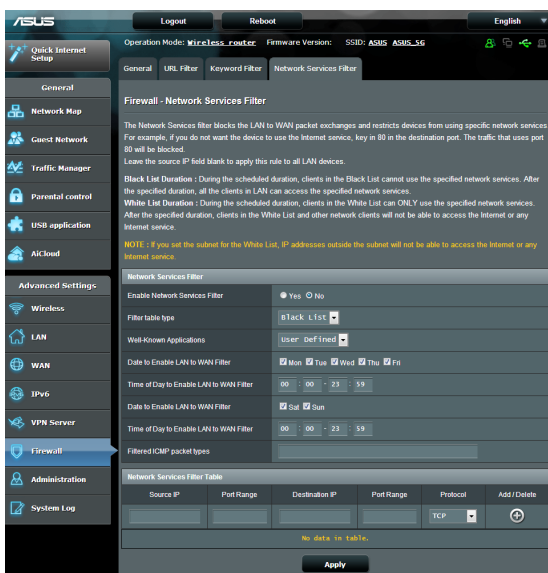 ASUS
Logout
Reboot
English
Quick Internet Setup
Operation Mode: Wireless router Firmware Version: SSID: ASUS ASUS_5G
General
URL Filter
Keyword Filter
Network Services Filter
General
Network Map
Guest Network
Traffic Manager
Parental control
USB application
AiCloud
Advanced Settings
Wireless
LAN
WAN
IPv6
VPN Server
Firewall
Administration
System Log
Firewall - Network Services Filter
The Network Services filter blocks the LAN to WAN packet exchanges and restricts devices from using specific network services
For example, if you do not want the device to use the Internet service, key in 80 in the destination port. The traffic that uses port
80 will be blocked.
Leave the source IP field blank to apply this rule to all LAN devices.
Black List Duration : During the scheduled duration, clients in the Black List cannot use the specified network services. After
the specified duration, all the clients in LAN can access the specified network services.
White List Duration : During the scheduled duration, clients in the White List can ONLY use the specified network services.
After the specified duration, clients in the White List and other network clients will not be able to access the Internet or any
Internet service.
NOTE : If you set the subnet for the White List, IP addresses outside the subnet will not be able to access the Internet or any
Internet service.
Network Services Filter
Enable Network Services Filter Yes No
Filter table type Black List
Well-Known Applications User Defined
Date to Enable LAN to WAN Filter Mon Tue Wed Thu Fri
Time of Day to Enable LAN to WAN Filter 00 : 00 - 23 : 59
Date to Enable LAN to WAN Filter Sat Sun
Time of Day to Enable LAN to WAN Filter 00 : 00 - 23 : 59
Filtered ICMP packet types
Network Services Filter Table
Source IP Port Range Destination IP Port Range Protocol Add / Delete
TCP
No data in table.
Apply